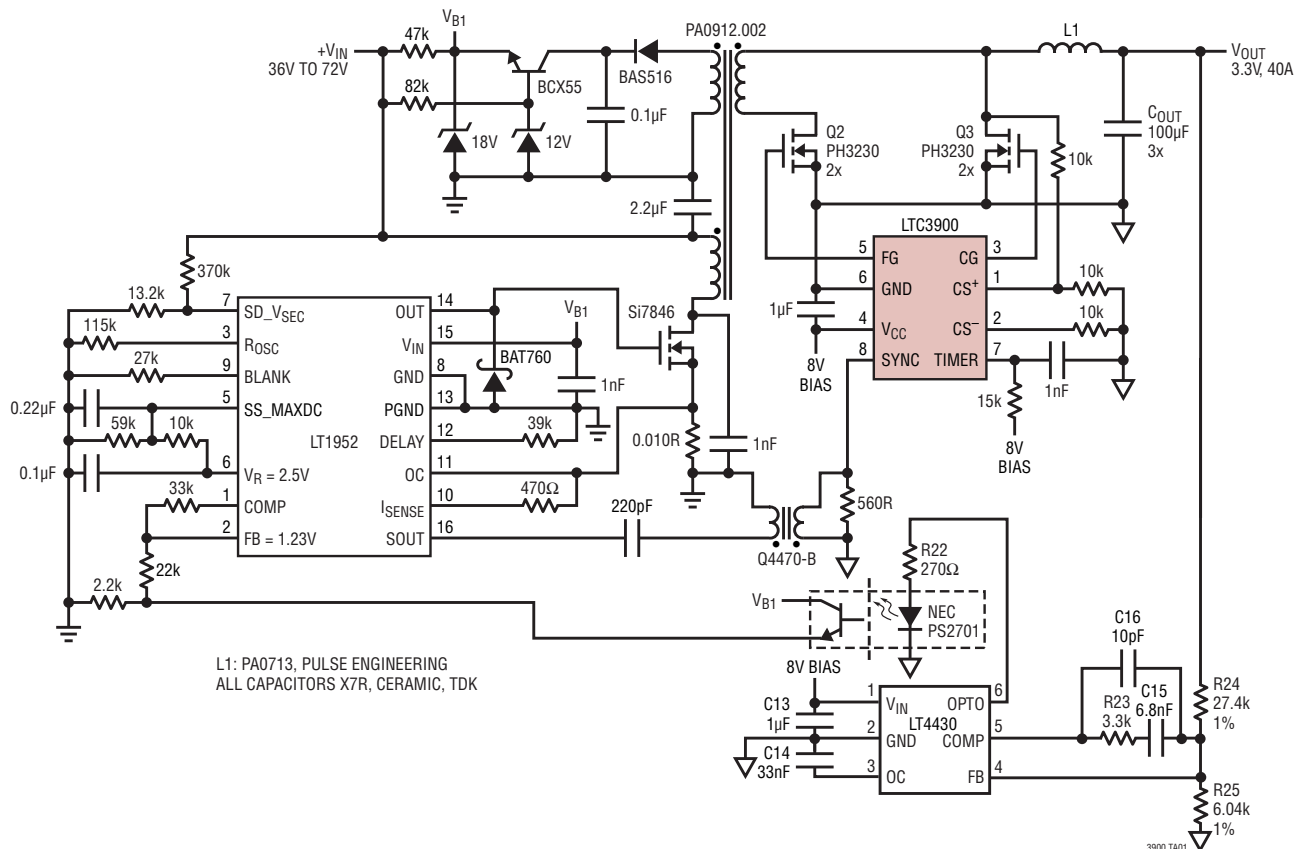 PA0912.002
V_B1
+V_IN
36V TO 72V
47k
82k
BCX55
BAS516
0.1µF
18V
12V
2.2µF
L1
V_OUT
3.3V, 40A
Q2
PH3230
2x
Q3
PH3230
2x
10k
C_OUT
100µF
3x
LTC3900
5
FG
CG
3
6
GND
CS+
1
10k
10k
4
V_CC
CS–
2
8
SYNC
TIMER
7
1µF
8V
BIAS
1nF
15k
8V
BIAS
370k
13.2k
115k
27k
0.22µF
59k
10k
0.1µF
33k
22k
2.2k
7
SD_V_SEC
OUT
14
3
R_OSC
V_IN
15
9
BLANK
GND
8
5
SS_MAXDC
PGND
13
LT1952
DELAY
12
6
V_R = 2.5V
OC
11
1
COMP
I_SENSE
10
2
FB = 1.23V
SOUT
16
Si7846
V_B1
BAT760
1nF
39k
0.010R
1nF
470Ω
220pF
Q4470-B
560R
R22
270Ω
V_B1
NEC
PS2701
8V BIAS
C13
1µF
C14
33nF
1
V_IN
OPTO
6
LT4430
2
GND
COMP
5
3
OC
FB
4
C16
10pF
R23
3.3k
C15
6.8nF
R24
27.4k
1%
R25
6.04k
1%
L1: PA0713, PULSE ENGINEERING
ALL CAPACITORS X7R, CERAMIC, TDK
3900 TA01